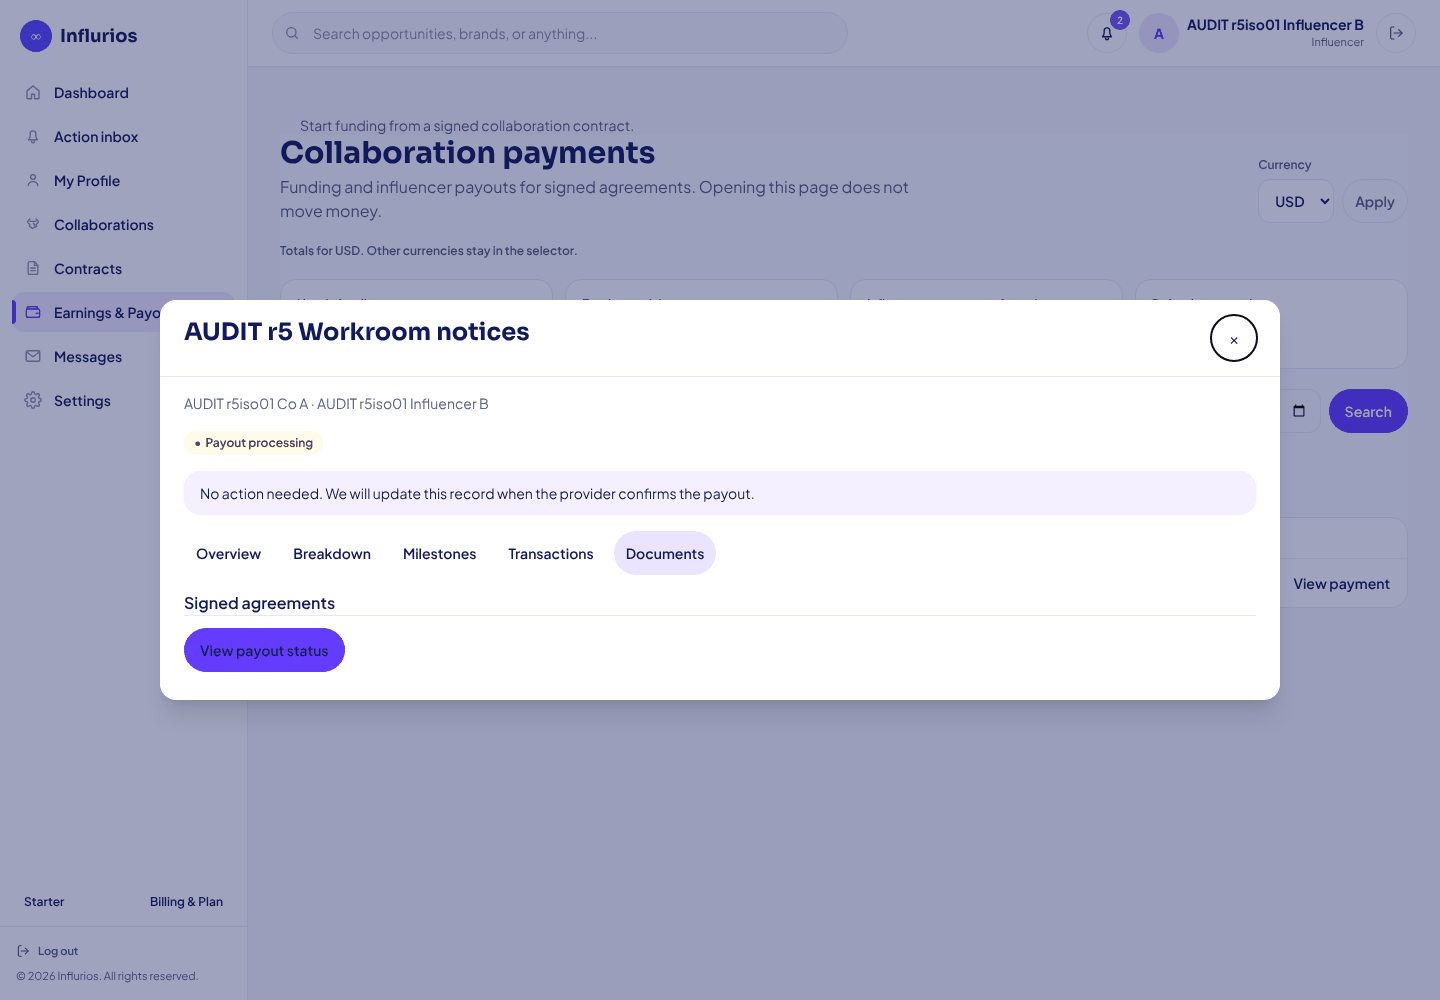 Influrios
Search opportunities, brands, or anything...
2
A
AUDIT r5iso01 Influencer B
Influencer
Dashboard
Action inbox
My Profile
Collaborations
Contracts
Earnings & Payo
Messages
Settings
Starter
Billing & Plan
Log out
© 2026 Influrios. All rights reserved.
Start funding from a signed collaboration contract.
Collaboration payments
Funding and influencer payouts for signed agreements. Opening this page does not
move money.
Currency
USD
Apply
Totals for USD. Other currencies stay in the selector.
Search
View payment
AUDIT r5 Workroom notices
×
AUDIT r5iso01 Co A · AUDIT r5iso01 Influencer B
Payout processing
No action needed. We will update this record when the provider confirms the payout.
Overview
Breakdown
Milestones
Transactions
Documents
Signed agreements
View payout status